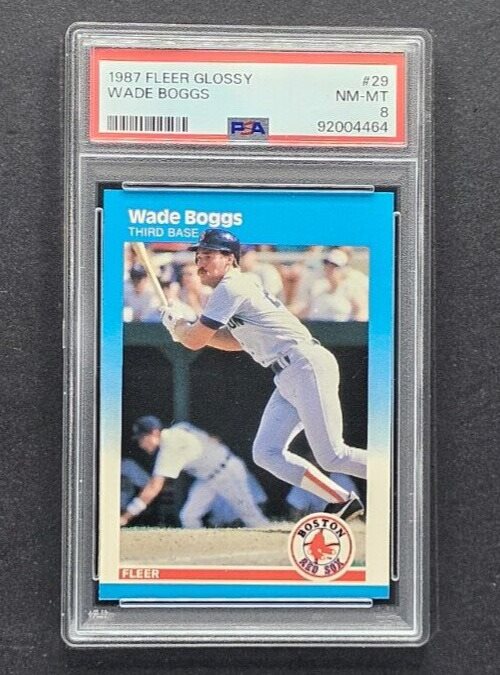 1987 FLEER GLOSSY #29
WADE BOGGS NM-MT
8
PSA 92004464
Wade Boggs
THIRD BASE
FLEER
BOSTON
RED SOX